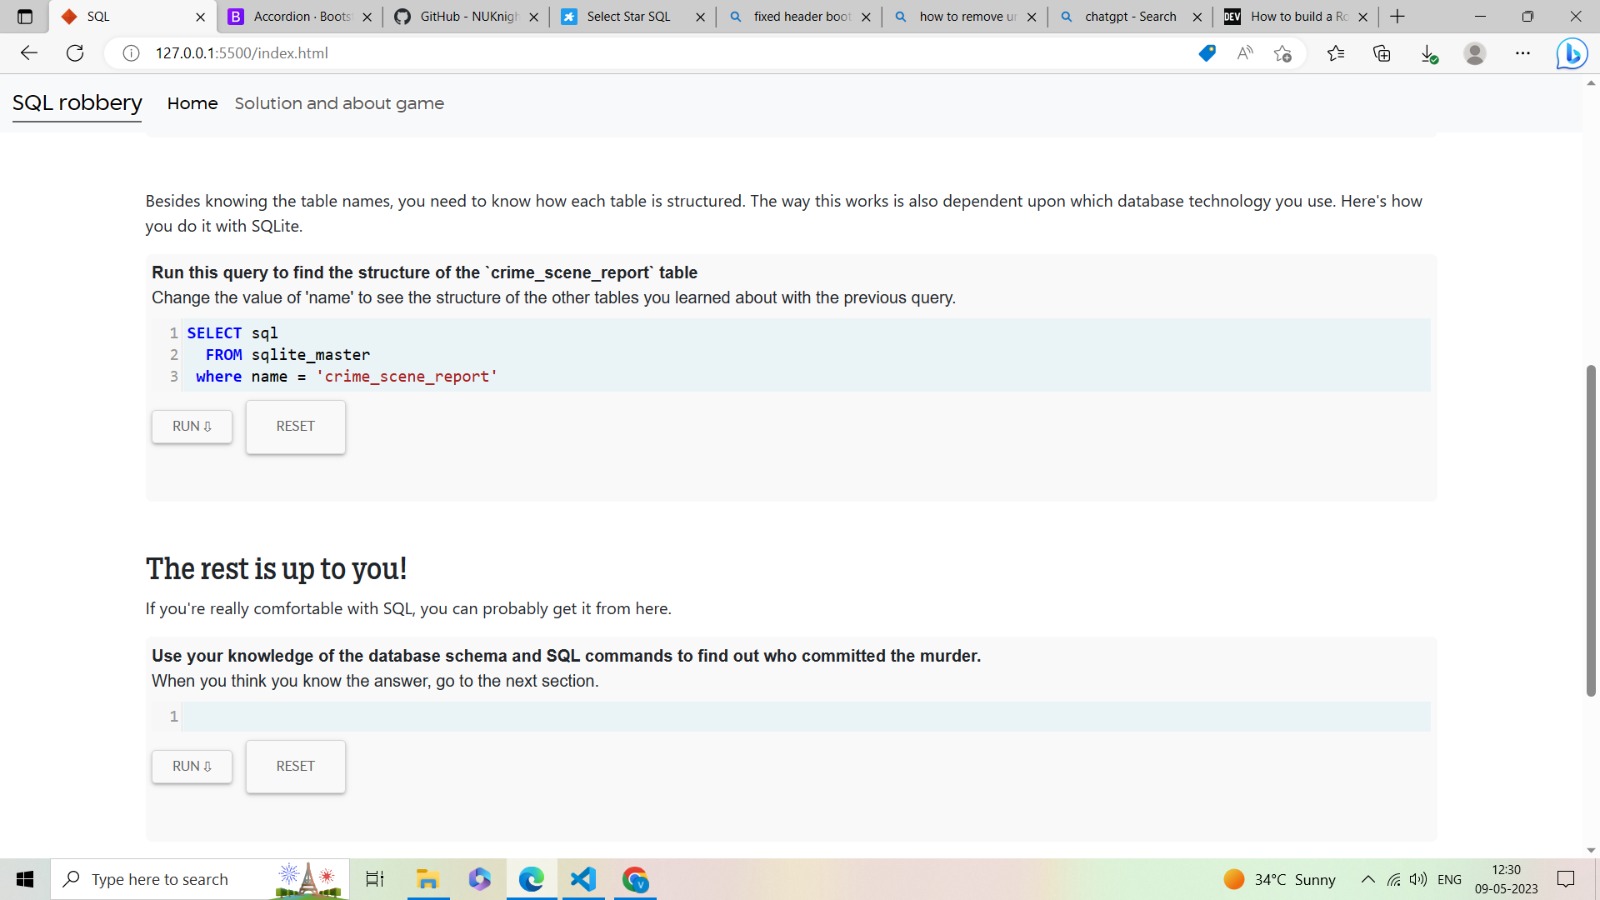 SQL
Accordion · Boots
GitHub - NUKnigh
Select Star SQL
fixed header boot
how to remove un
chatgpt - Search
DEV How to build a Ro
127.0.0.1:5500/index.html
SQL robbery Home Solution and about game
Besides knowing the table names, you need to know how each table is structured. The way this works is also dependent upon which database technology you use. Here's how
you do it with SQLite.
Run this query to find the structure of the `crime_scene_report` table
Change the value of 'name' to see the structure of the other tables you learned about with the previous query.
1 SELECT sql
2 FROM sqlite_master
3 where name = 'crime_scene_report'
RUN ⇩ RESET
The rest is up to you!
If you're really comfortable with SQL, you can probably get it from here.
Use your knowledge of the database schema and SQL commands to find out who committed the murder.
When you think you know the answer, go to the next section.
1
RUN ⇩ RESET
Type here to search
34°C Sunny
ENG
12:30
09-05-2023